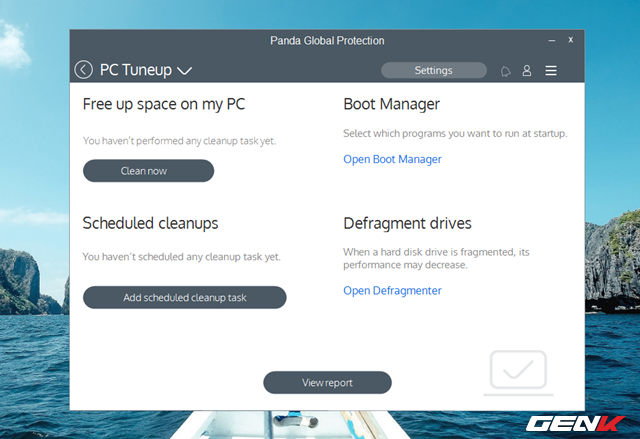 Panda Global Protection
PC Tuneup
Settings
Free up space on my PC
You haven't performed any cleanup task yet.
Clean now
Boot Manager
Select which programs you want to run at startup.
Open Boot Manager
Scheduled cleanups
You haven't scheduled any cleanup task yet.
Add scheduled cleanup task
Defragment drives
When a hard disk drive is fragmented, its
performance may decrease.
Open Defragmenter
View report
GENK